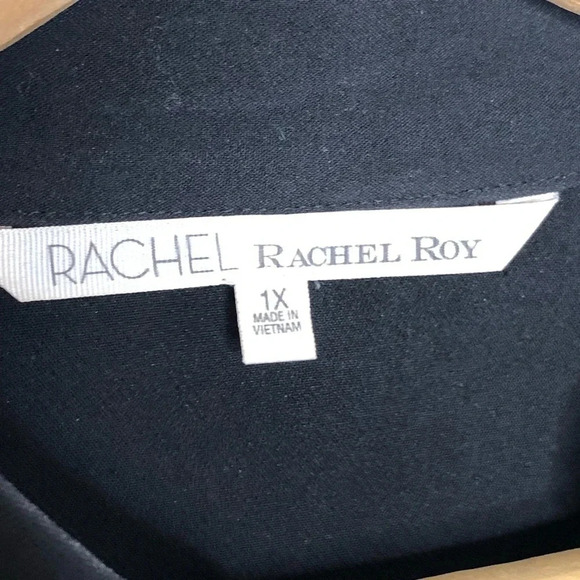 RACHEL RACHEL ROY
1X
MADE IN
VIETNAM